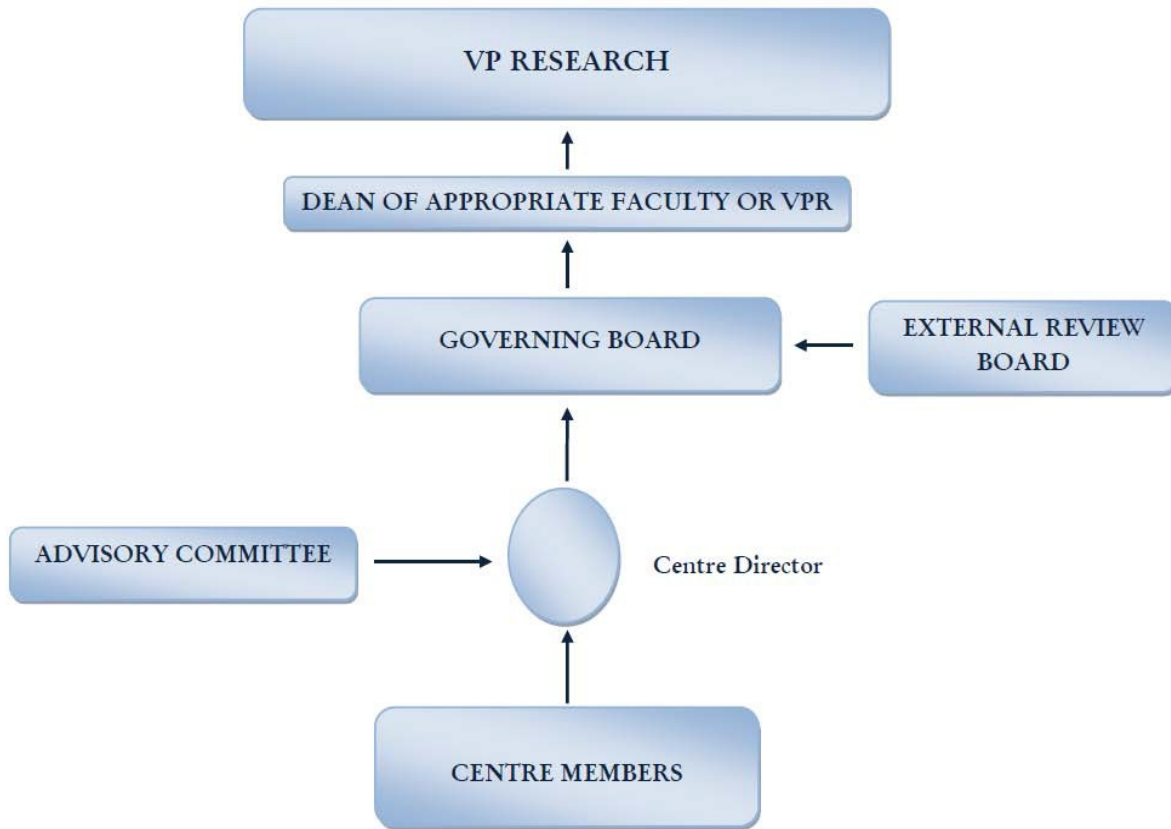 VP RESEARCH
DEAN OF APPROPRIATE FACULTY OR VPR
GOVERNING BOARD
EXTERNAL REVIEW
BOARD
ADVISORY COMMITTEE
Centre Director
CENTRE MEMBERS